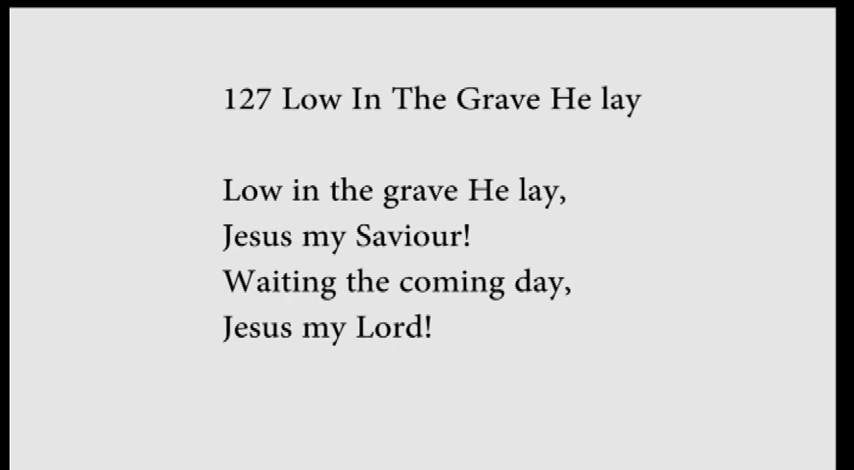 127 Low In The Grave He lay
Low in the grave He lay,
Jesus my Saviour!
Waiting the coming day,
Jesus my Lord!